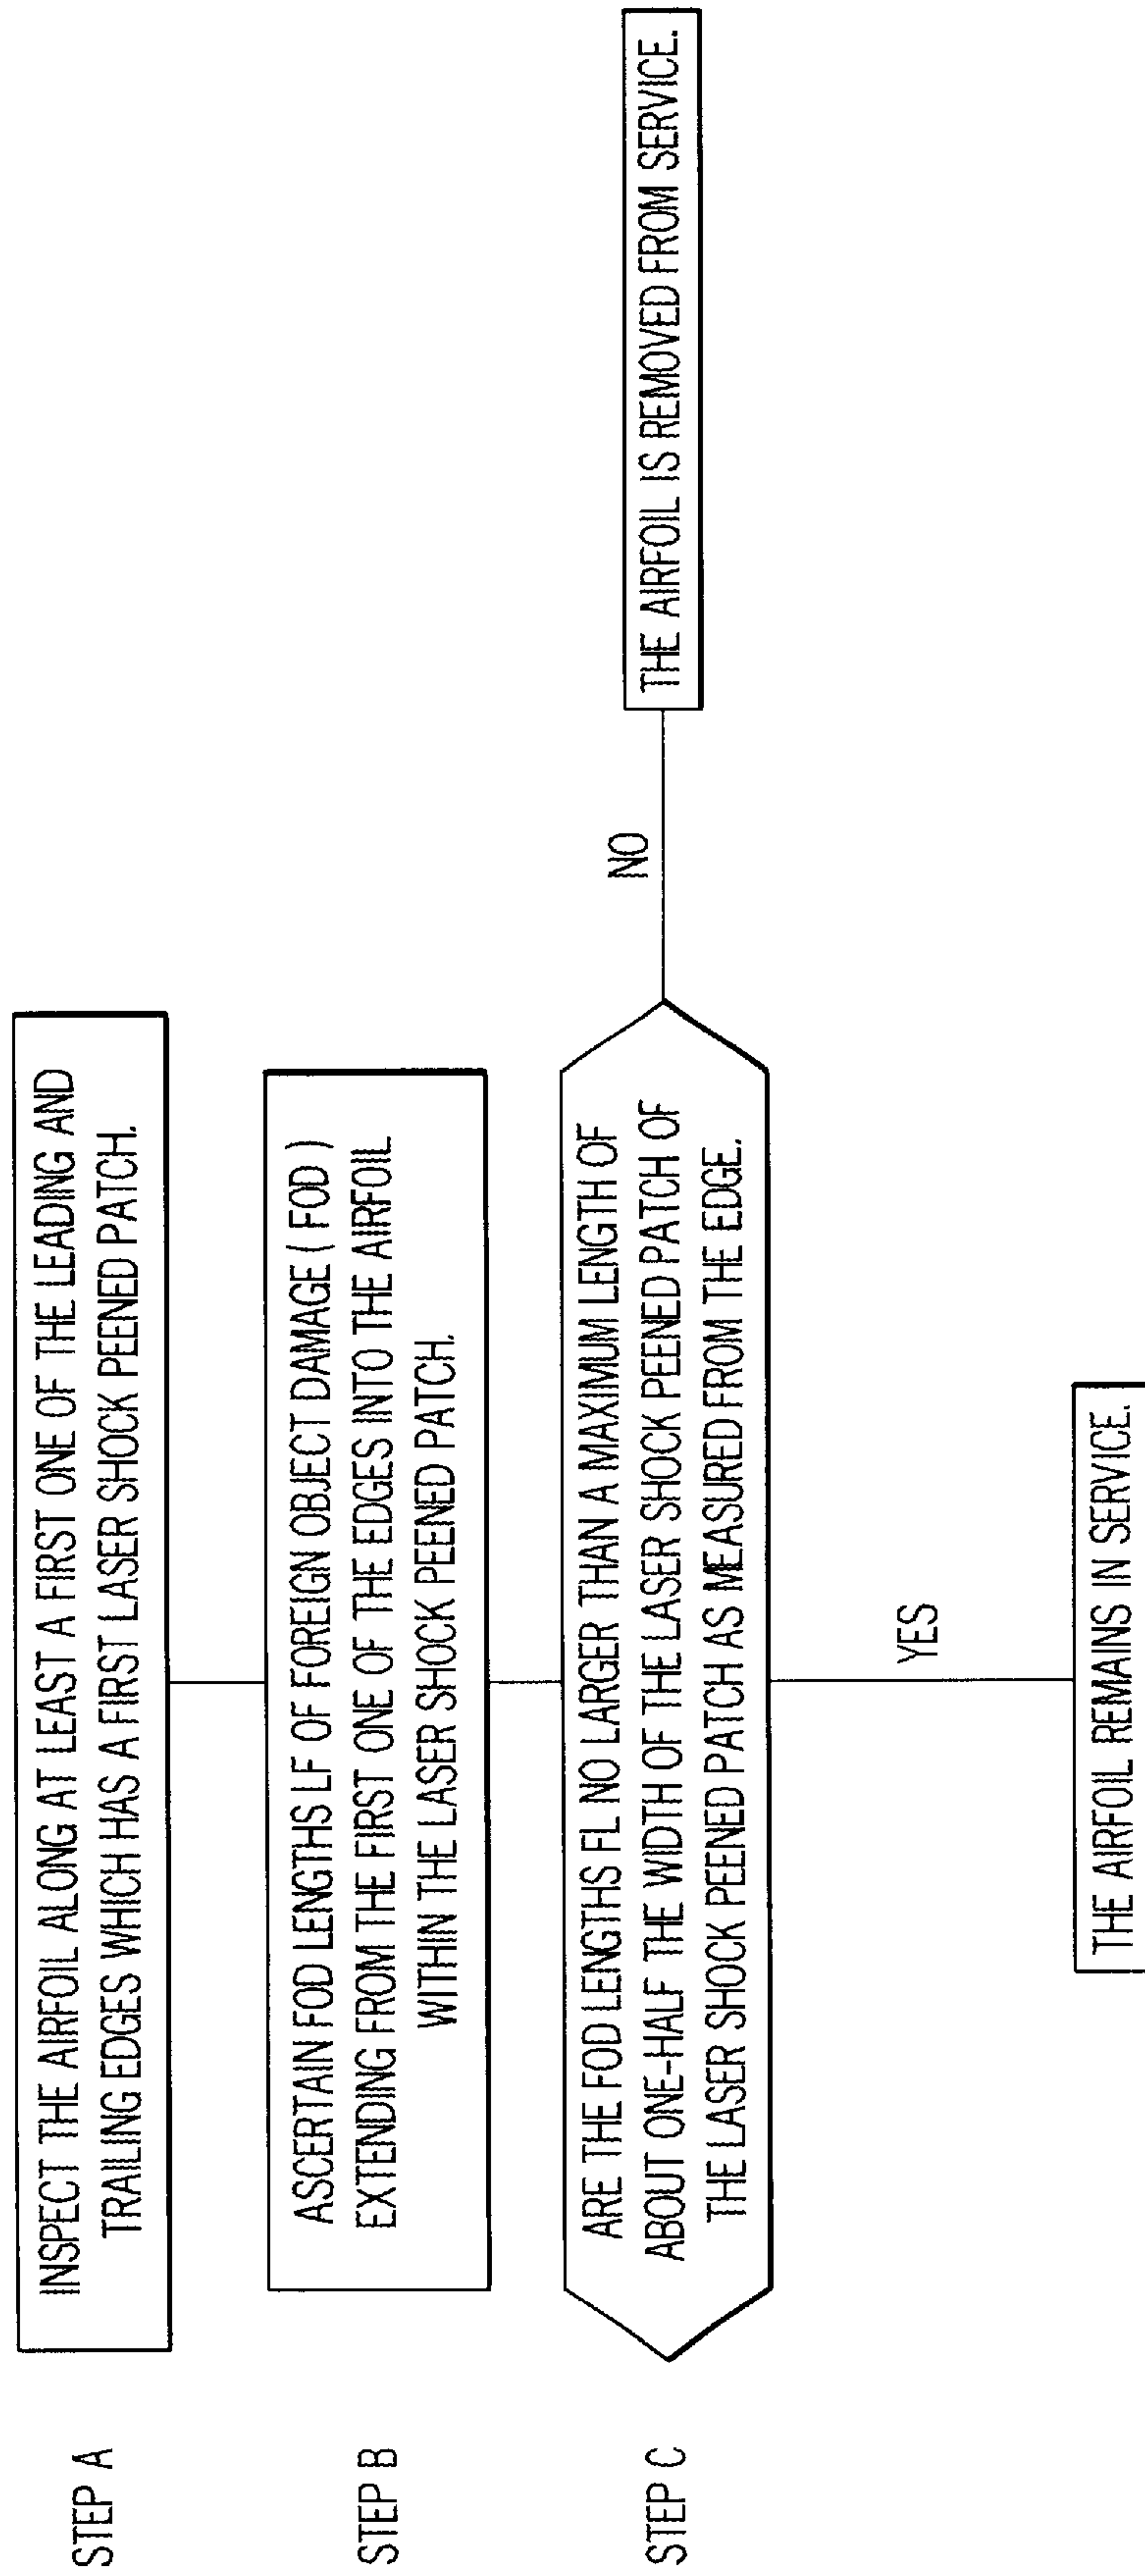 STEP A
INSPECT THE AIRFOIL ALONG AT LEAST A FIRST ONE OF THE LEADING AND
TRAILING EDGES WHICH HAS A FIRST LASER SHOCK PEENED PATCH.
STEP B
ASCERTAIN FOD LENGTHS LF OF FOREIGN OBJECT DAMAGE ( FOD )
EXTENDING FROM THE FIRST ONE OF THE EDGES INTO THE AIRFOIL
WITHIN THE LASER SHOCK PEENED PATCH.
STEP C
ARE THE FOD LENGTHS FL NO LARGER THAN A MAXIMUM LENGTH OF
ABOUT ONE-HALF THE WIDTH OF THE LASER SHOCK PEENED PATCH OF
THE LASER SHOCK PEENED PATCH AS MEASURED FROM THE EDGE.
NO
THE AIRFOIL IS REMOVED FROM SERVICE.
YES
THE AIRFOIL REMAINS IN SERVICE.